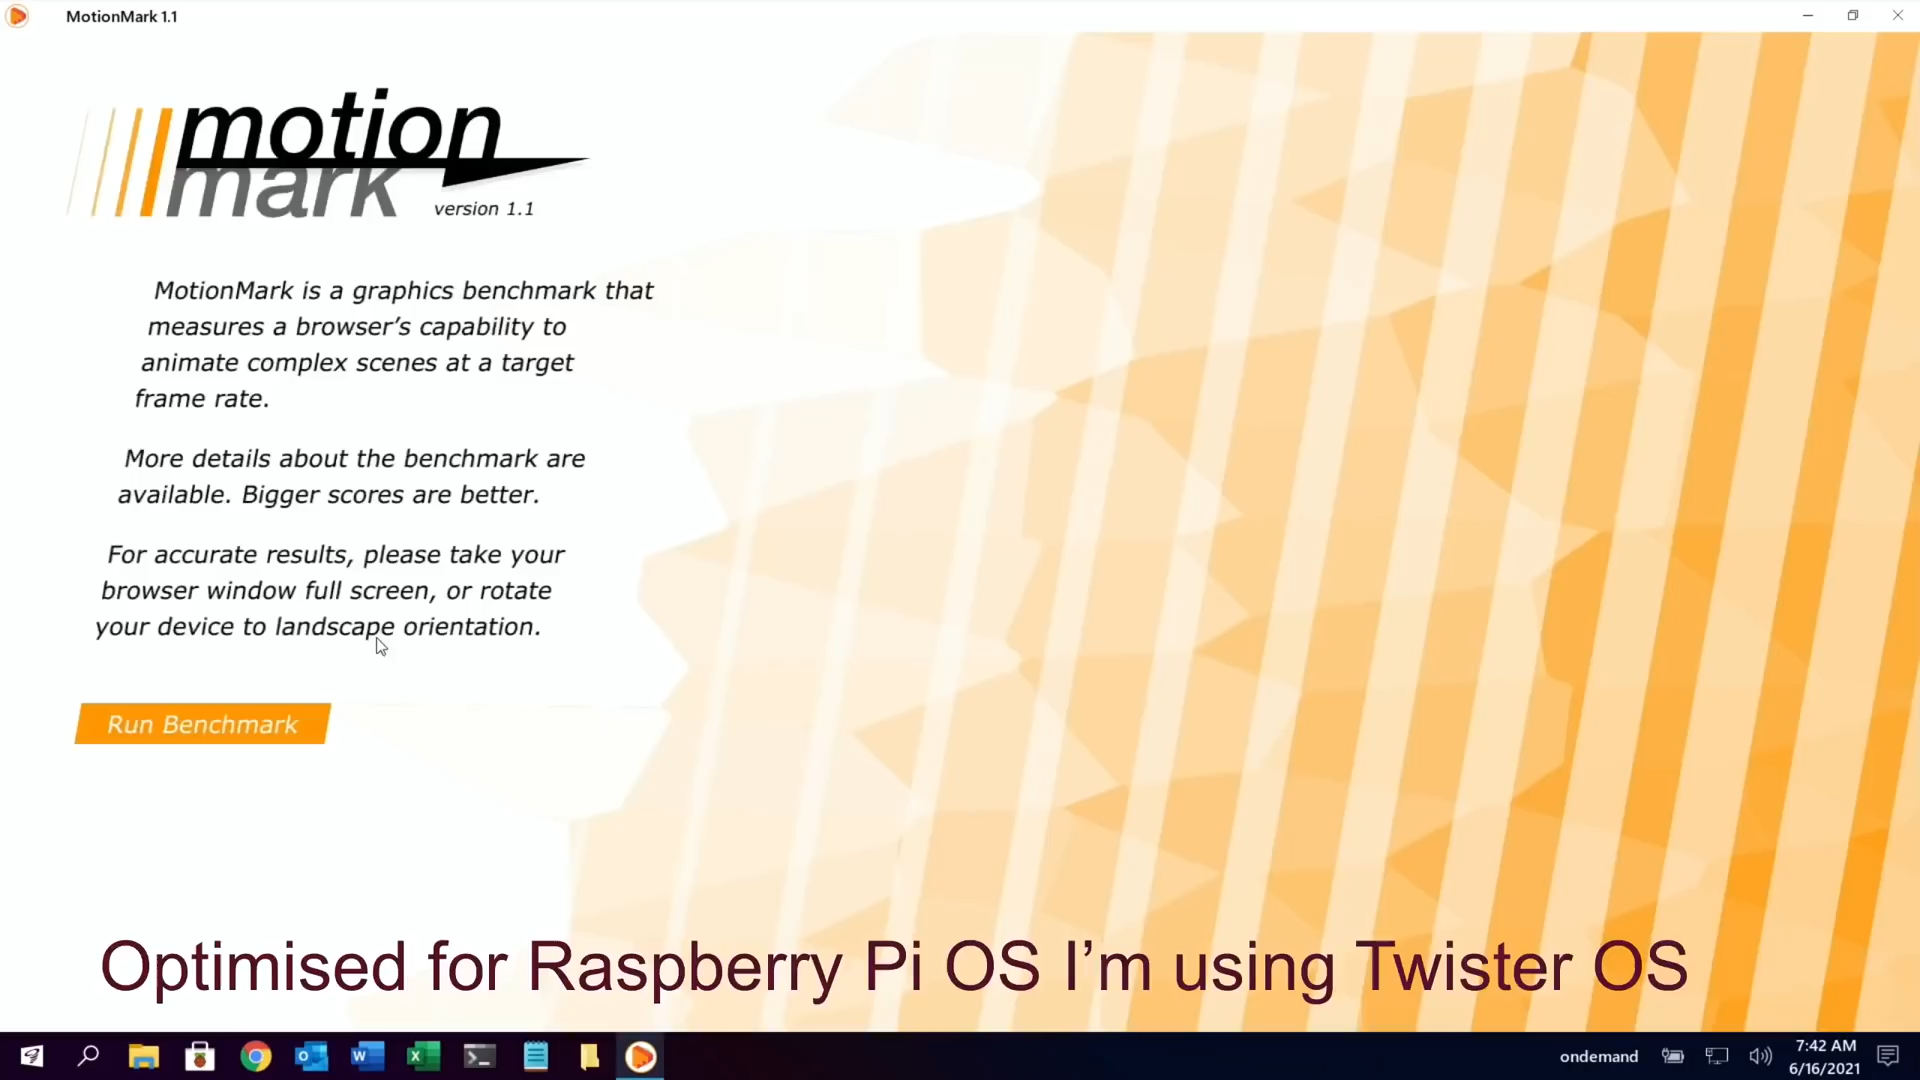 MotionMark 1.1
motion
mark
version 1.1
MotionMark is a graphics benchmark that
measures a browser’s capability to
animate complex scenes at a target
frame rate.
More details about the benchmark are
available. Bigger scores are better.
For accurate results, please take your
browser window full screen, or rotate
your device to landscape orientation.
Run Benchmark
Optimised for Raspberry Pi OS I’m using Twister OS
ondemand
7:42 AM
6/16/2021